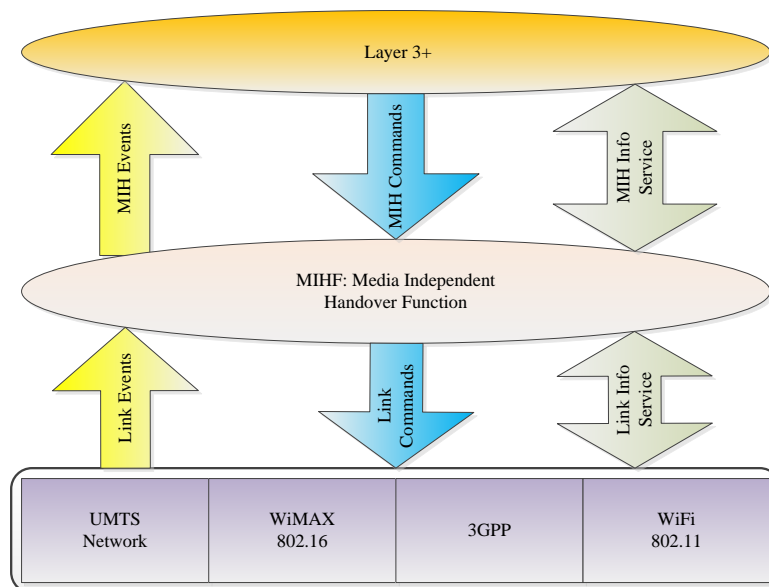 Layer 3+
MIH Events
MIH Commands
MIH Info
Service
MIHF: Media Independent
Handover Function
Link Events
Link
Commands
Link Info
Service
UMTS
Network
WiMAX
802.16
3GPP
WiFi
802.11